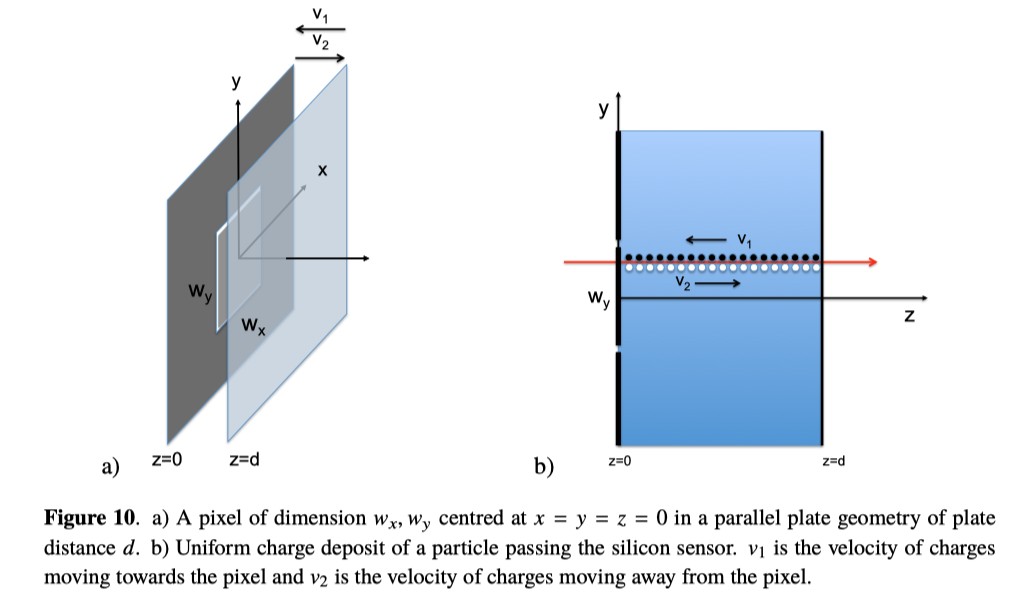 v1
v2
y
x
wy
wx
a)
z=0
z=d
y
v1
v2
wy
z
b)
z=0
z=d
Figure 10. a) A pixel of dimension wx, wy centred at x = y = z = 0 in a parallel plate geometry of plate
distance d. b) Uniform charge deposit of a particle passing the silicon sensor. v1 is the velocity of charges
moving towards the pixel and v2 is the velocity of charges moving away from the pixel.